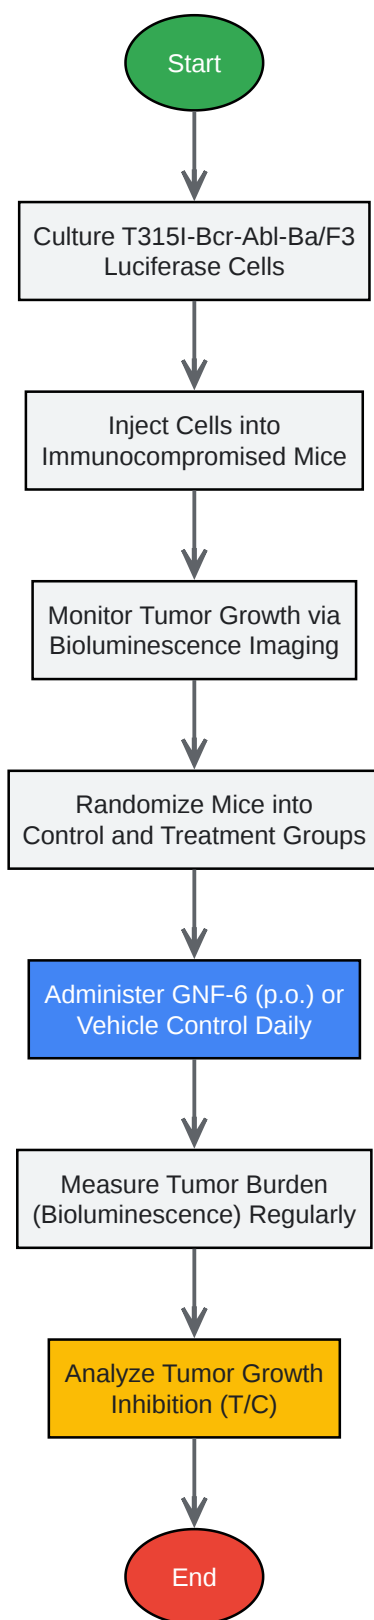 Start
Culture T315I-Bcr-Abl-Ba/F3
Luciferase Cells
Inject Cells into
Immunocompromised Mice
Monitor Tumor Growth via
Bioluminescence Imaging
Randomize Mice into
Control and Treatment Groups
Administer GNF-6 (p.o.) or
Vehicle Control Daily
Measure Tumor Burden
(Bioluminescence) Regularly
Analyze Tumor Growth
Inhibition (T/C)
End